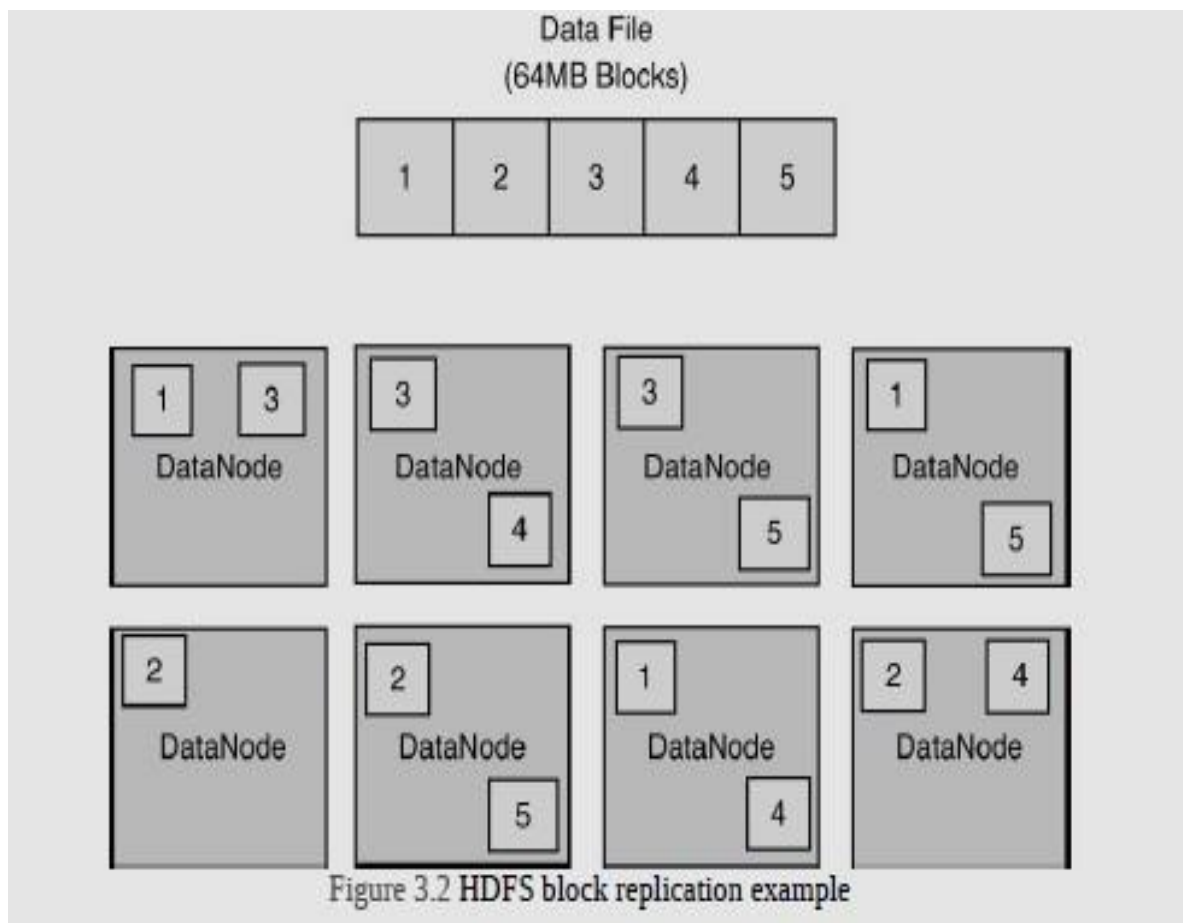 Data File
(64MB Blocks)
1 2 3 4 5
1 3
DataNode
3
DataNode
4
3
DataNode
5
1
DataNode
5
2
DataNode
2
DataNode
5
1
DataNode
4
2 4
DataNode
Figure 3.2 HDFS block replication example